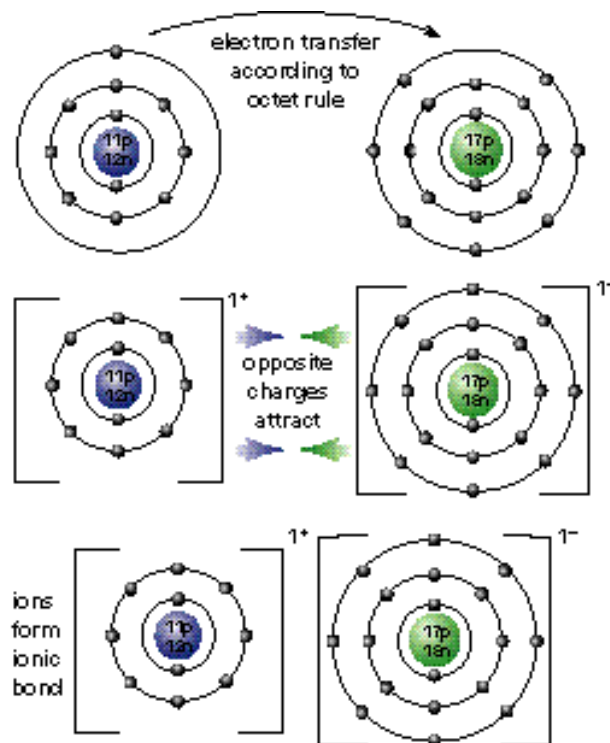 electron transfer
according to
octet rule
11p
12n
17p
18n
1+
1-
11p
12n
opposite
charges
attract
17p
18n
1+
1−
ions
form
ionic
bond
11p
12n
17p
18n